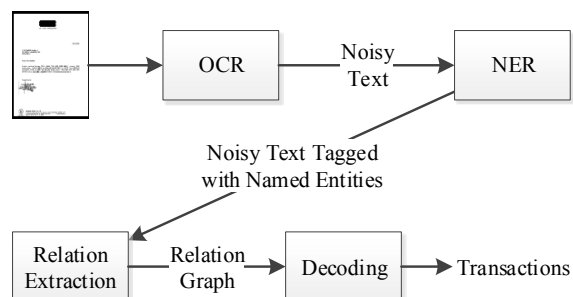 OCR
Noisy
Text
NER
Noisy Text Tagged
with Named Entities
Relation
Extraction
Relation
Graph
Decoding
Transactions